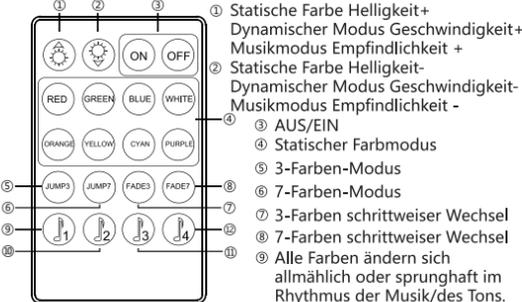 ① ② ③
ON OFF
RED GREEN BLUE WHITE
④
ORANGE YELLOW CYAN PURPLE
⑤ JUMP3 JUMP7 FADE3 FADE7 ⑧
⑥ ⑦
⑨ 1 2 3 4 ⑫
⑩ ⑪
① Statische Farbe Helligkeit+
Dynamischer Modus Geschwindigkeit+
Musikmodus Empfindlichkeit +
② Statische Farbe Helligkeit-
Dynamischer Modus Geschwindigkeit-
Musikmodus Empfindlichkeit -
③ AUS/EIN
④ Statischer Farbmodus
⑤ 3-Farben-Modus
⑥ 7-Farben-Modus
⑦ 3-Farben schrittweiser Wechsel
⑧ 7-Farben schrittweiser Wechsel
⑨ Alle Farben ändern sich
allmählich oder sprunghaft im
Rhythmus der Musik/des Tons.